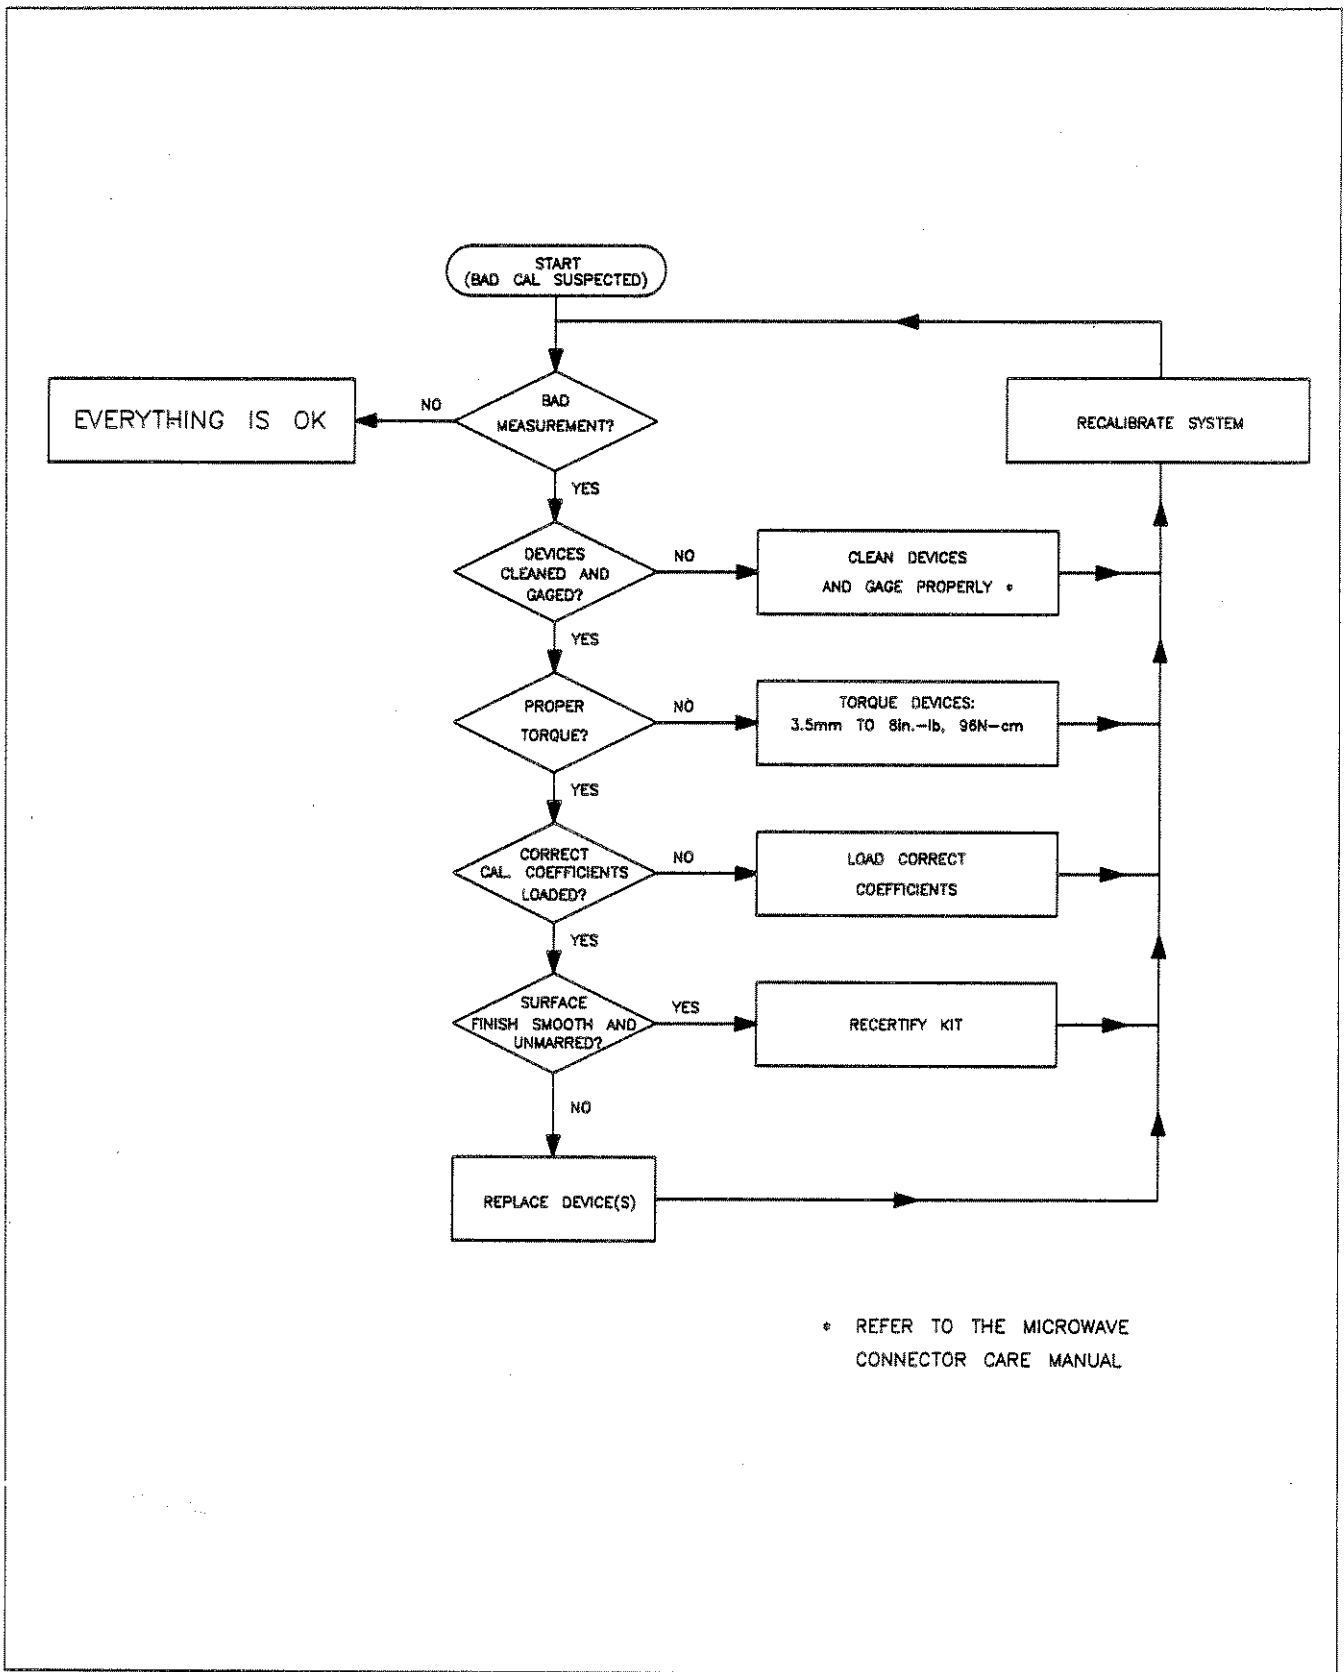 START
(BAD CAL SUSPECTED)
BAD
MEASUREMENT?
NO
EVERYTHING IS OK
RECALIBRATE SYSTEM
YES
DEVICES
CLEANED AND
GAGED?
NO
CLEAN DEVICES
AND GAGE PROPERLY *
YES
PROPER
TORQUE?
NO
TORQUE DEVICES:
3.5mm TO 8in.-lb, 96N-cm
YES
CORRECT
CAL. COEFFICIENTS
LOADED?
NO
LOAD CORRECT
COEFFICIENTS
YES
SURFACE
FINISH SMOOTH AND
UNMARRED?
YES
RECERTIFY KIT
NO
REPLACE DEVICE(S)
* REFER TO THE MICROWAVE
CONNECTOR CARE MANUAL